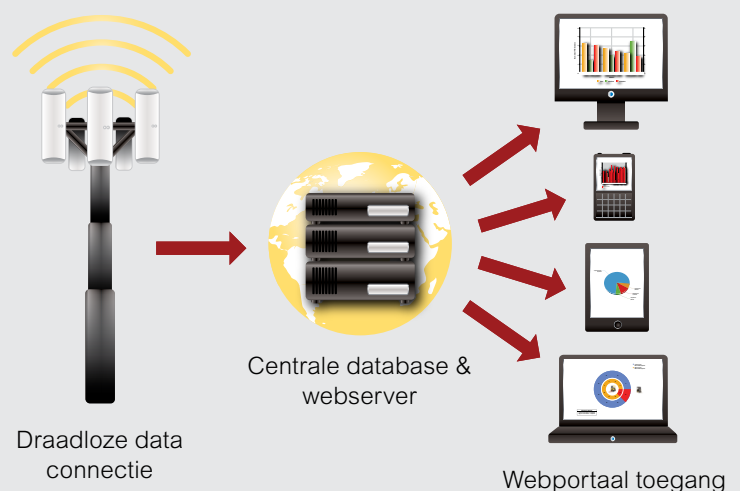 Draadloze data
connectie
Centrale database &
webserver
Webportaal toegang